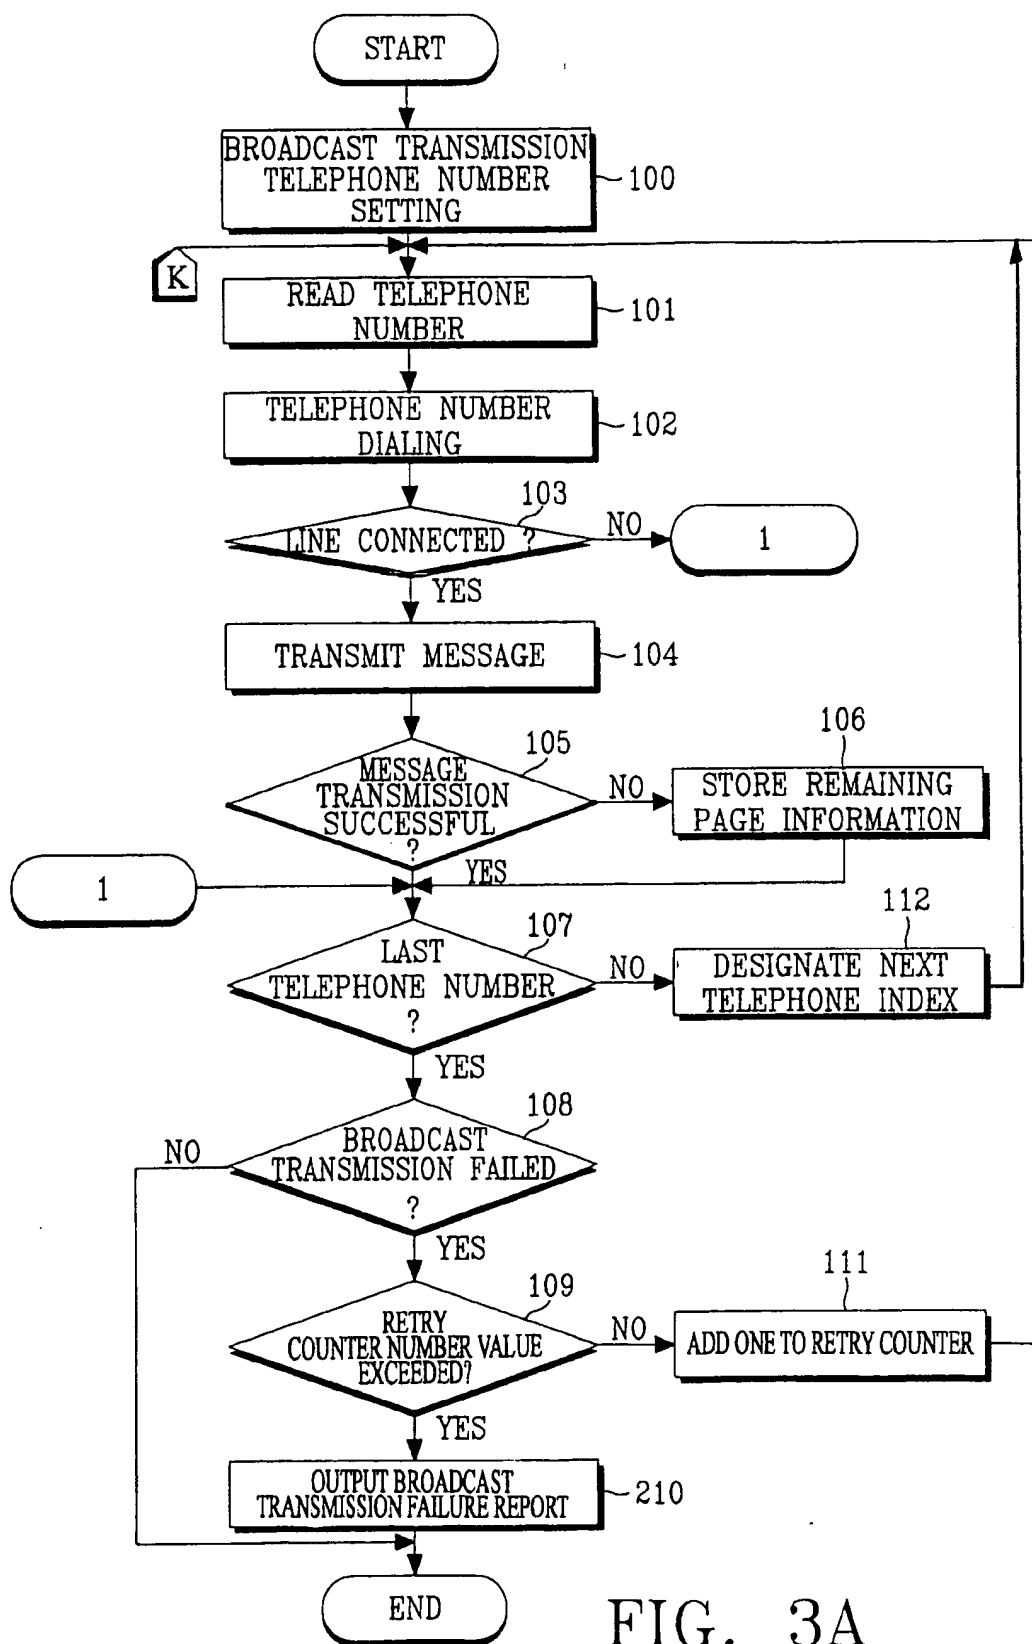 START
BROADCAST TRANSMISSION
TELEPHONE NUMBER
SETTING
100
K
READ TELEPHONE
NUMBER
101
TELEPHONE NUMBER
DIALING
102
103
LINE CONNECTED ?
NO
1
YES
TRANSMIT MESSAGE
104
105
MESSAGE
TRANSMISSION
SUCCESSFUL
?
NO
106
STORE REMAINING
PAGE INFORMATION
YES
1
107
LAST
TELEPHONE NUMBER
?
NO
112
DESIGNATE NEXT
TELEPHONE INDEX
YES
108
BROADCAST
TRANSMISSION FAILED
?
NO
YES
109
RETRY
COUNTER NUMBER VALUE
EXCEEDED?
NO
111
ADD ONE TO RETRY COUNTER
YES
OUTPUT BROADCAST
TRANSMISSION FAILURE REPORT
210
END
FIG. 3A